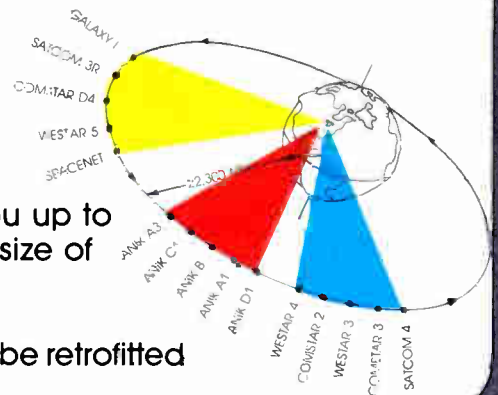 GALAXY I
SATCOM 3R
COMSTAR D4
WESTAR 5
SPACENET
22,300
ANIK A3
ANIK C1
ANIK B
ANIK A1
ANIK D1
WESTAR 4
COMSTAR 2
WESTAR 3
COMSTAR 3
SATCOM 4
u up to
size of
be retrofitted